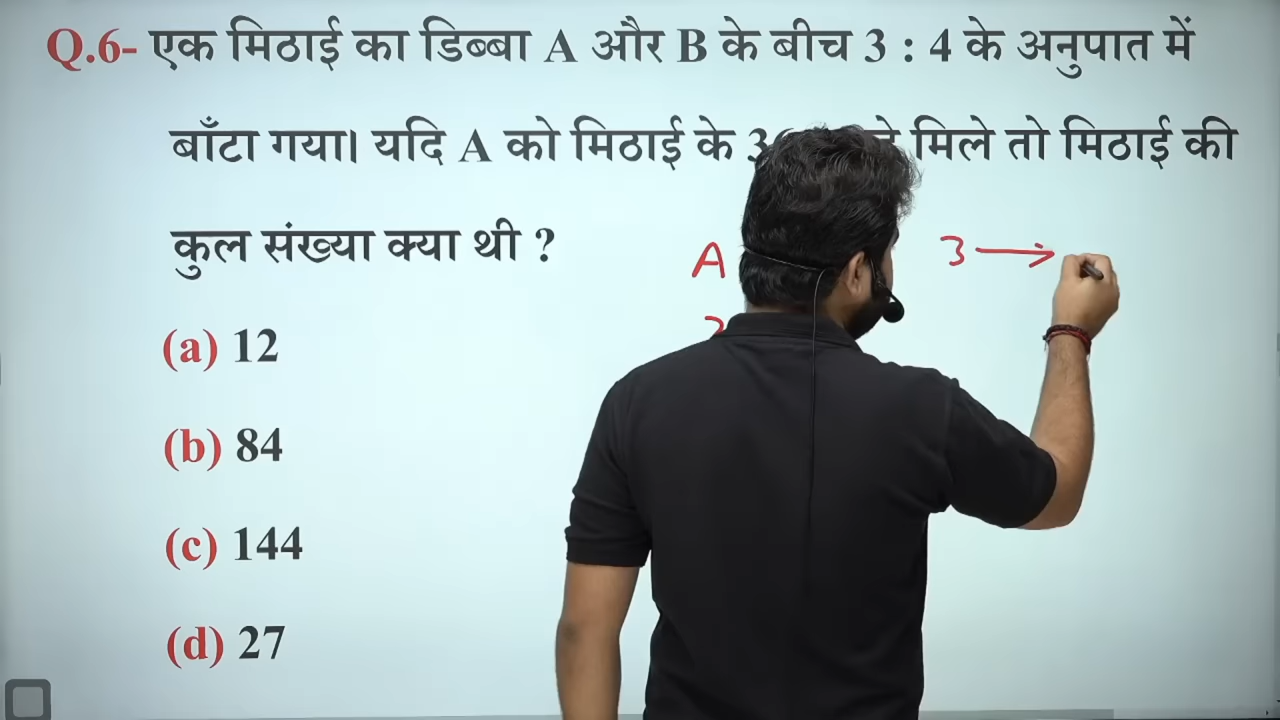 Q.6- एक मिठाई का डिब्बा A और B के बीच 3 : 4 के अनुपात में
बाँटा गया। यदि A को मिठाई के मिले तो मिठाई की
कुल संख्या क्या थी ?
A 3 →
(a) 12
(b) 84
(c) 144
(d) 27